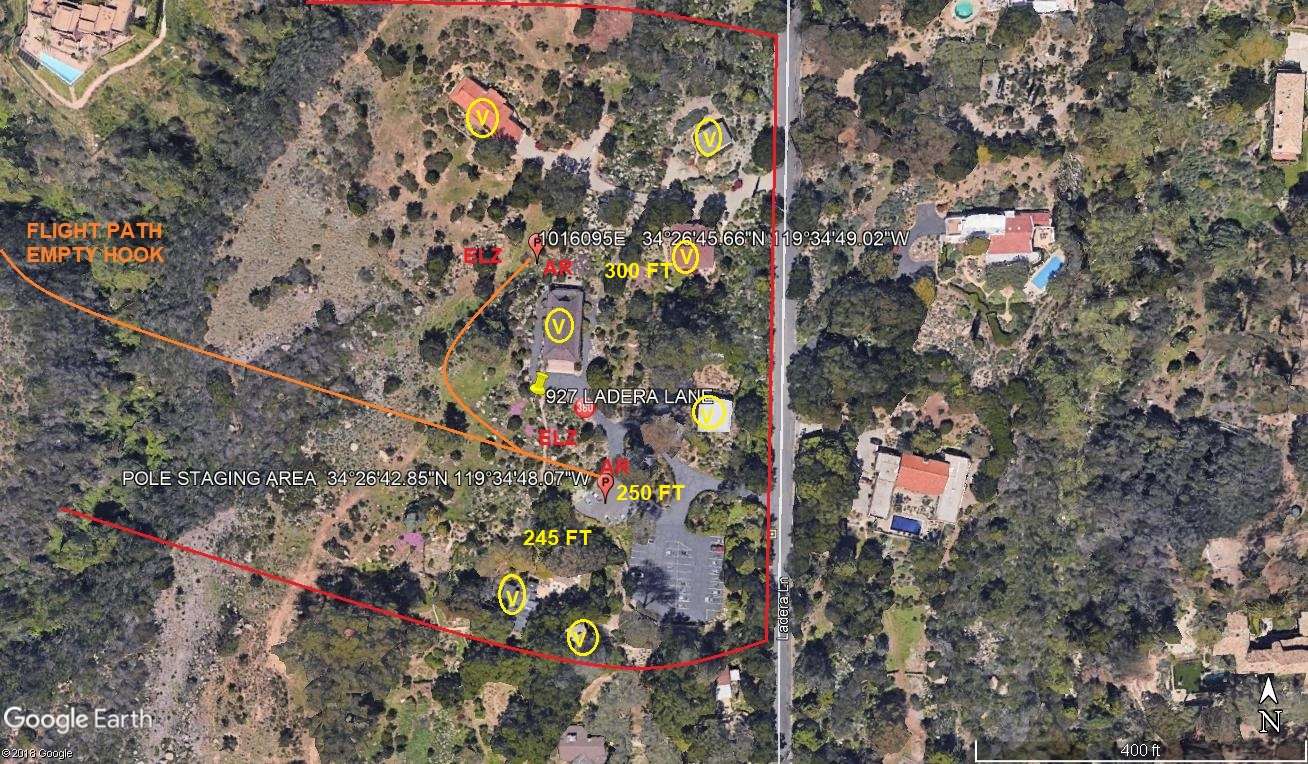 V
V
FLIGHT PATH
EMPTY HOOK
1016095E 34°26'45.66"N 119°34'49.02"W
ELZ
AR
300 FT
V
V
927 LADERA LANE
360
V
ELZ
AR
POLE STAGING AREA 34°26'42.85"N 119°34'48.07"W
P
250 FT
245 FT
V
V
Ladera Ln
N
Google Earth
©2018 Google
400 ft